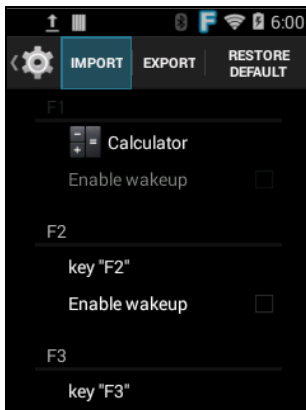 F 6:00
IMPORT EXPORT RESTORE
DEFAULT
F1
Calculator
Enable wakeup
F2
key "F2"
Enable wakeup
F3
key "F3"